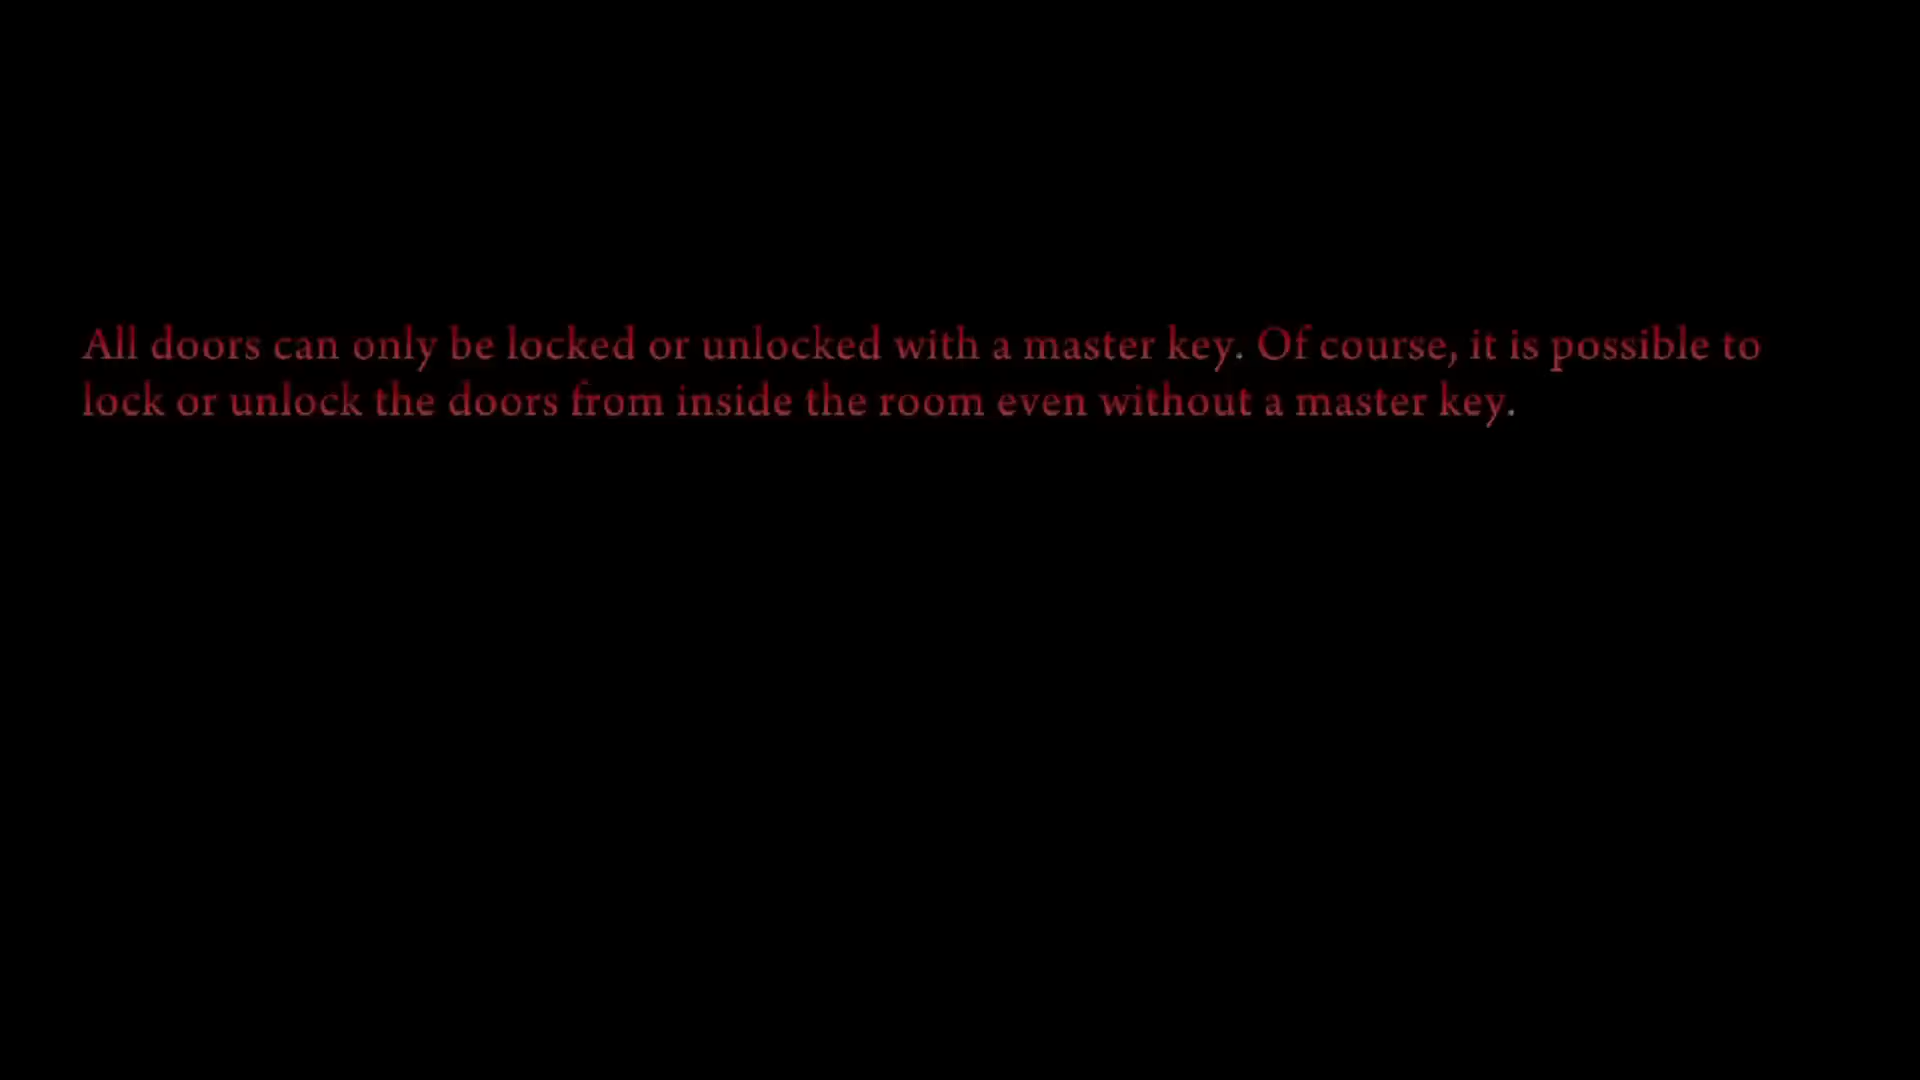 All doors can only be locked or unlocked with a master key. Of course, it is possible to
lock or unlock the doors from inside the room even without a master key.